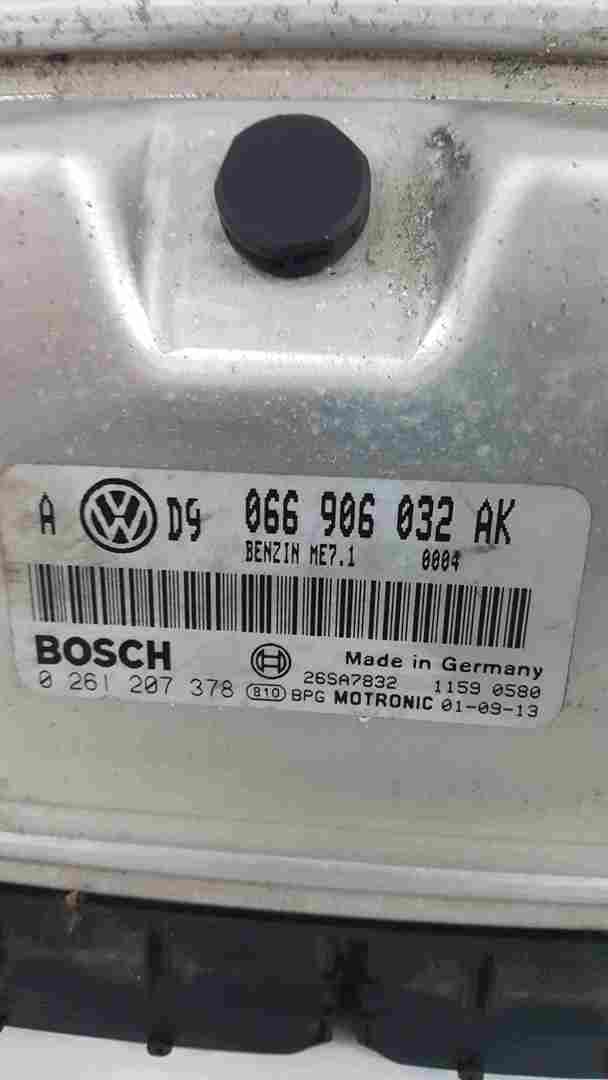 A VW D9 066 906 032 AK
BENZIN ME7.1 0004
BOSCH Made in Germany
26SA7832 1159 0580
0 261 207 378 810 BPG MOTRONIC 01-09-13